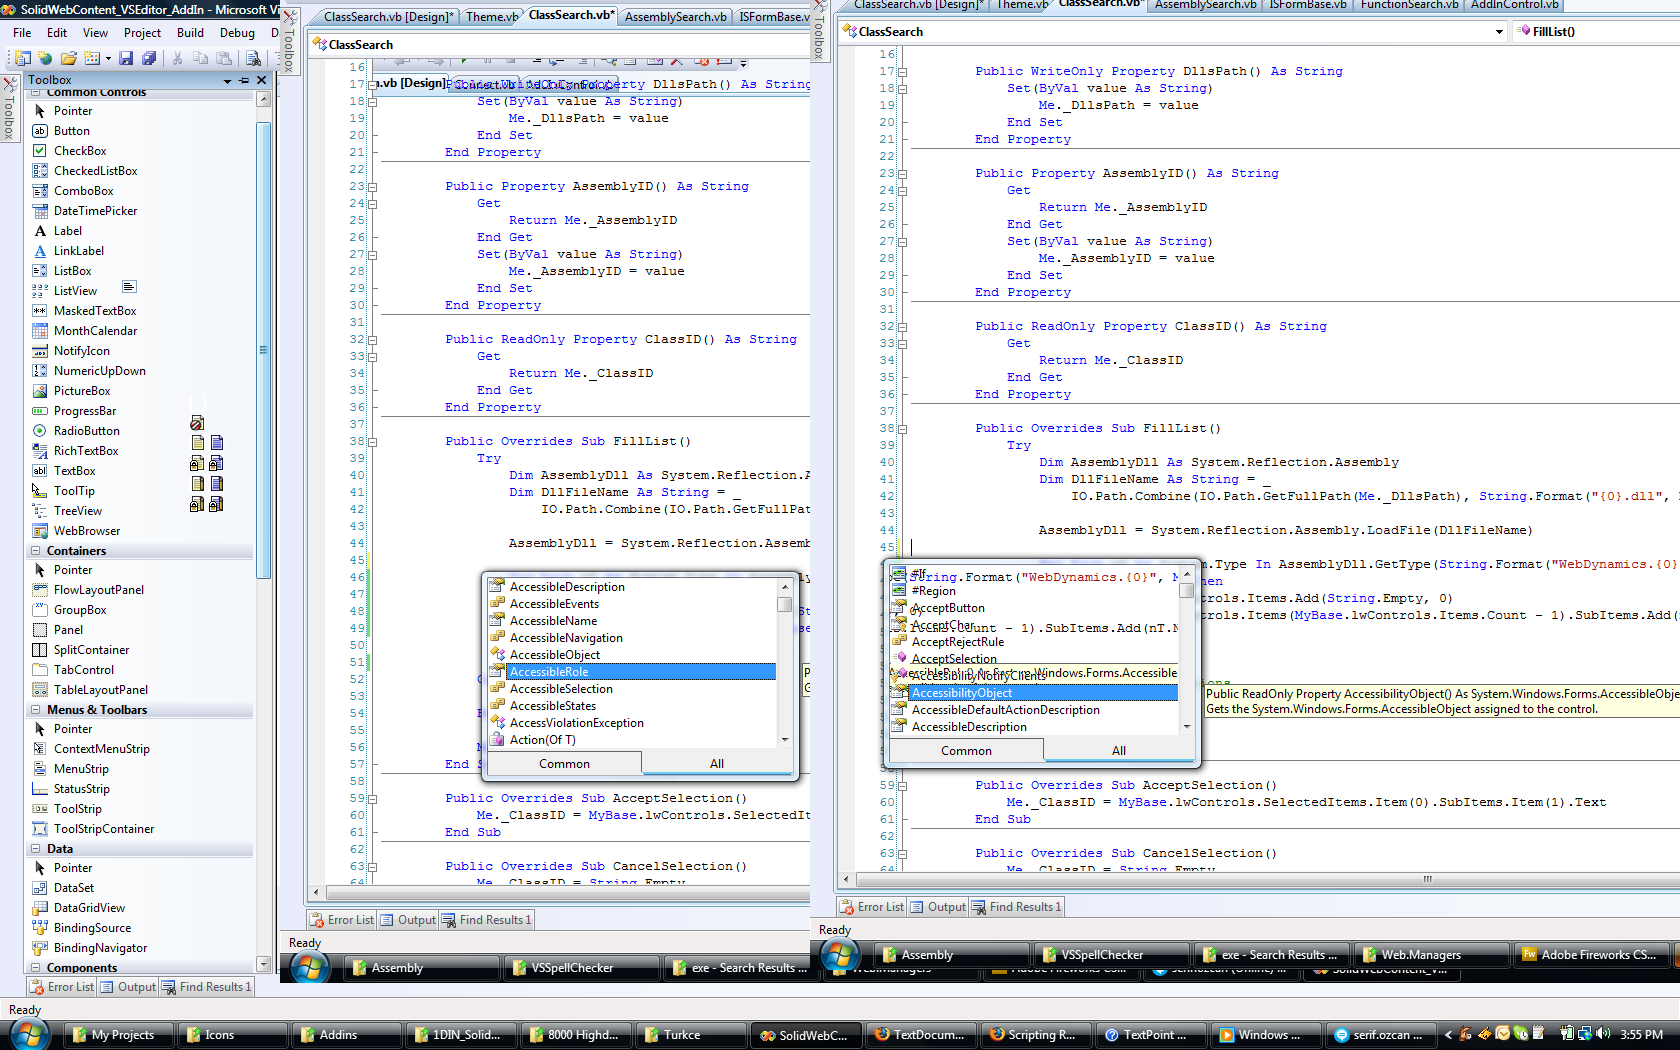 SolidWebContent_VSEditor_AddIn - Microsoft Vi
File Edit View Project Build Debug
Toolbox
Toolbox
Common Controls
Pointer
Button
CheckBox
CheckedListBox
ComboBox
DateTimePicker
Label
LinkLabel
ListBox
ListView
MaskedTextBox
MonthCalendar
NotifyIcon
NumericUpDown
PictureBox
ProgressBar
RadioButton
RichTextBox
TextBox
ToolTip
TreeView
WebBrowser
Containers
Pointer
FlowLayoutPanel
GroupBox
Panel
SplitContainer
TabControl
TableLayoutPanel
Menus & Toolbars
Pointer
ContextMenuStrip
MenuStrip
StatusStrip
ToolStrip
ToolStripContainer
Data
Pointer
DataSet
DataGridView
BindingSource
BindingNavigator
Components
Error List Output Find Results 1
Ready
Toolbox
ClassSearch.vb [Design]* Theme.vb ClassSearch.vb* AssemblySearch.vb ISFormBase.v
ClassSearch
16
17 Public WriteOnly Property DllsPath() As String
18 Set(ByVal value As String)
19 Me._DllsPath = value
20 End Set
21 End Property
22
23 Public Property AssemblyID() As String
24 Get
25 Return Me._AssemblyID
26 End Get
27 Set(ByVal value As String)
28 Me._AssemblyID = value
29 End Set
30 End Property
31
32 Public ReadOnly Property ClassID() As String
33 Get
34 Return Me._ClassID
35 End Get
36 End Property
37
38 Public Overrides Sub FillList()
39 Try
40 Dim AssemblyDll As System.Reflection.A
41 Dim DllFileName As String = _
42 IO.Path.Combine(IO.Path.GetFullPat
43
44 AssemblyDll = System.Reflection.Assemb
45
46
47
48
49
50
51
52
53
54
55
56
57 End S
58
59 Public Overrides Sub AcceptSelection()
60 Me._ClassID = MyBase.lwControls.SelectedIt
61 End Sub
62
63 Public Overrides Sub CancelSelection()
64 Me._ClassID = String.Empty
AccessibleDescription
AccessibleEvents
AccessibleName
AccessibleNavigation
AccessibleObject
AccessibleRole
AccessibleSelection
AccessibleStates
AccessViolationException
Action(Of T)
Common All
Error List Output Find Results 1
Ready
Assembly VSSpellChecker exe - Search Results ...
Toolbox
ClassSearch.vb [Design]* Theme.vb ClassSearch.vb* AssemblySearch.vb ISFormBase.vb FunctionSearch.vb AddInControl.vb
ClassSearch FillList()
16
17 Public WriteOnly Property DllsPath() As String
18 Set(ByVal value As String)
19 Me._DllsPath = value
20 End Set
21 End Property
22
23 Public Property AssemblyID() As String
24 Get
25 Return Me._AssemblyID
26 End Get
27 Set(ByVal value As String)
28 Me._AssemblyID = value
29 End Set
30 End Property
31
32 Public ReadOnly Property ClassID() As String
33 Get
34 Return Me._ClassID
35 End Get
36 End Property
37
38 Public Overrides Sub FillList()
39 Try
40 Dim AssemblyDll As System.Reflection.Assembly
41 Dim DllFileName As String = _
42 IO.Path.Combine(IO.Path.GetFullPath(Me._DllsPath), String.Format("{0}.dll",
43
44 AssemblyDll = System.Reflection.Assembly.LoadFile(DllFileName)
45
.Type In AssemblyDll.GetType(String.Format("WebDynamics.{0}
(String.Format("WebDynamics.{0}",
rols.Items.Add(String.Empty, 0)
rols.Items(MyBase.lwControls.Items.Count - 1).SubItems.Add(
Count - 1).SubItems.Add(nT.N
#If
#Region
AcceptButton
AcceptChar
AcceptRejectRule
AcceptSelection
AccessibilityNotifyClients
AccessibilityObject
AccessibleDefaultActionDescription
AccessibleDescription
Common All
Windows.Forms.Accessible
Public ReadOnly Property AccessibilityObject() As System.Windows.Forms.AccessibleObje
Gets the System.Windows.Forms.AccessibleObject assigned to the control.
59 Public Overrides Sub AcceptSelection()
60 Me._ClassID = MyBase.lwControls.SelectedItems.Item(0).SubItems.Item(1).Text
61 End Sub
62
63 Public Overrides Sub CancelSelection()
64 Me._ClassID = String.Empty
Error List Output Find Results 1
Ready
Assembly VSSpellChecker exe - Search Results ... Web.Managers Adobe Fireworks CS...
My Projects Icons Addins 1DIN_Solid... 8000 Highd... Turkce SolidWebC... TextDocum... Scripting R... TextPoint ... Windows ... serif.ozcan ... 3:55 PM